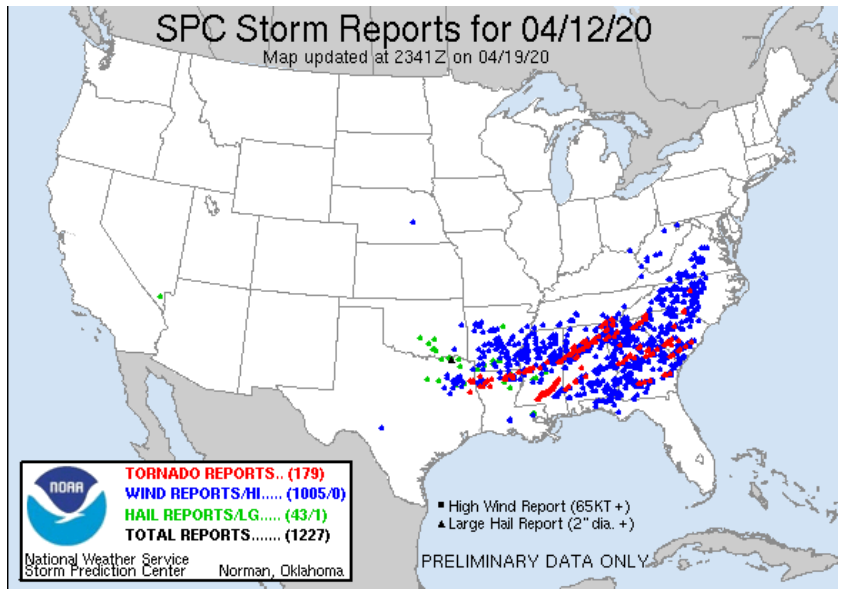 SPC Storm Reports for 04/12/20
Map updated at 2341Z on 04/19/20
NOAA
TORNADO REPORTS.. (179)
WIND REPORTS/HI..... (1005/0)
HAIL REPORTS/LG..... (43/1)
TOTAL REPORTS....... (1227)
National Weather Service
Storm Prediction Center Norman, Oklahoma
High Wind Report (65KT +)
Large Hail Report (2" dia. +)
PRELIMINARY DATA ONLY